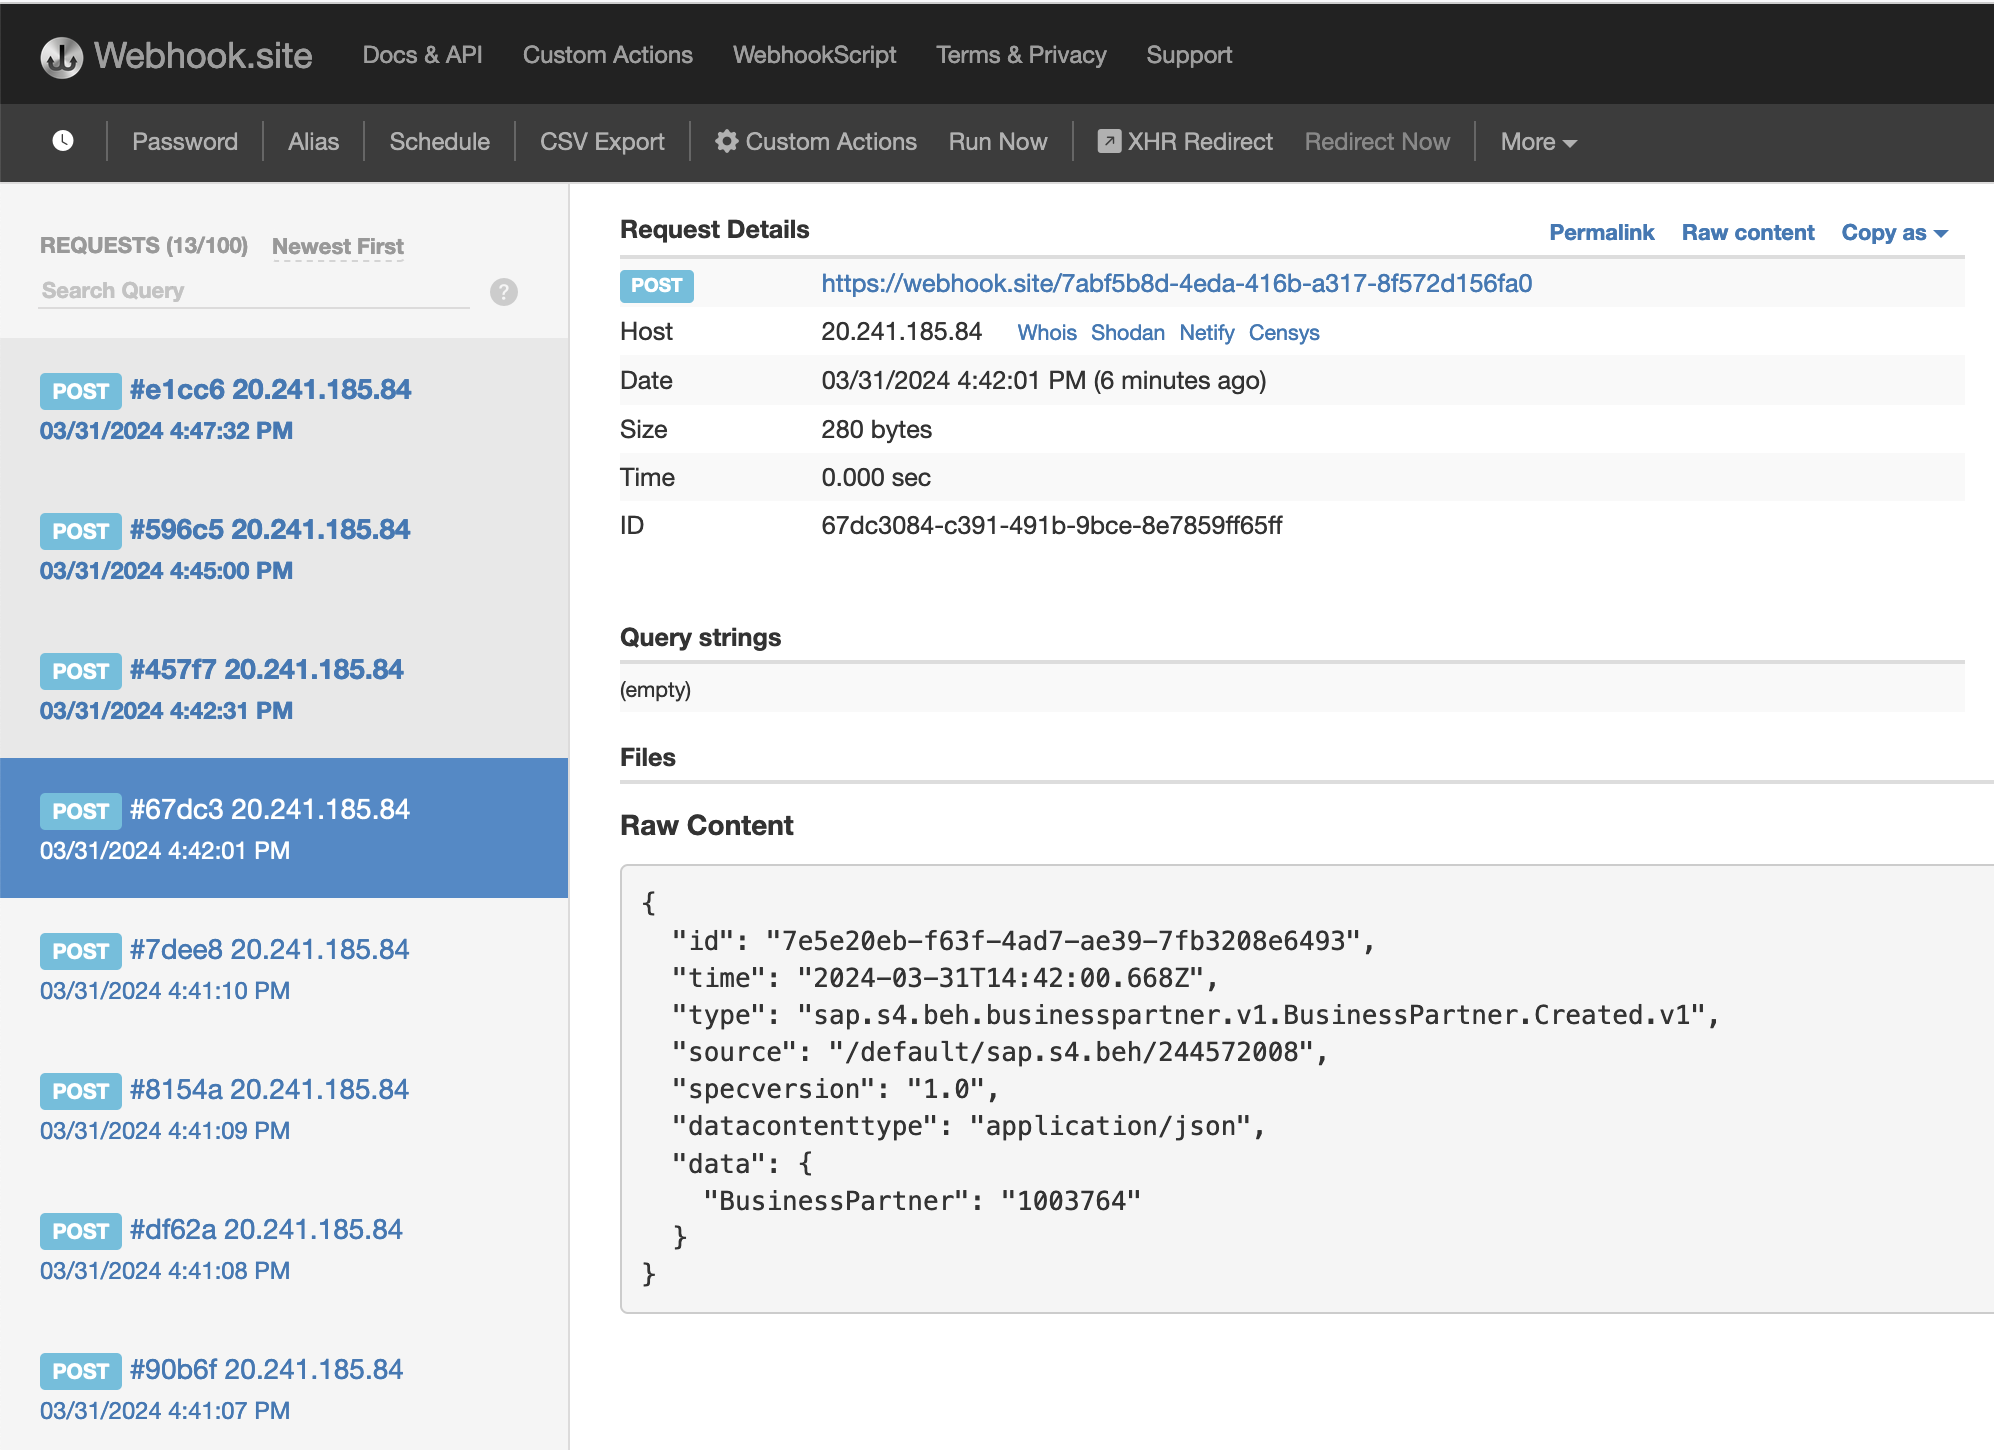 Webhook.site Docs & API Custom Actions WebhookScript Terms & Privacy Support
Password Alias Schedule CSV Export Custom Actions Run Now XHR Redirect Redirect Now More
REQUESTS (13/100) Newest First
Search Query ?
POST #e1cc6 20.241.185.84
03/31/2024 4:47:32 PM
POST #596c5 20.241.185.84
03/31/2024 4:45:00 PM
POST #457f7 20.241.185.84
03/31/2024 4:42:31 PM
POST #67dc3 20.241.185.84
03/31/2024 4:42:01 PM
POST #7dee8 20.241.185.84
03/31/2024 4:41:10 PM
POST #8154a 20.241.185.84
03/31/2024 4:41:09 PM
POST #df62a 20.241.185.84
03/31/2024 4:41:08 PM
POST #90b6f 20.241.185.84
03/31/2024 4:41:07 PM
Request Details Permalink Raw content Copy as
POST https://webhook.site/7abf5b8d-4eda-416b-a317-8f572d156fa0
Host 20.241.185.84 Whois Shodan Netify Censys
Date 03/31/2024 4:42:01 PM (6 minutes ago)
Size 280 bytes
Time 0.000 sec
ID 67dc3084-c391-491b-9bce-8e7859ff65ff
Query strings
(empty)
Files
Raw Content
{
  "id": "7e5e20eb-f63f-4ad7-ae39-7fb3208e6493",
  "time": "2024-03-31T14:42:00.668Z",
  "type": "sap.s4.beh.businesspartner.v1.BusinessPartner.Created.v1",
  "source": "/default/sap.s4.beh/244572008",
  "specversion": "1.0",
  "datacontenttype": "application/json",
  "data": {
    "BusinessPartner": "1003764"
  }
}